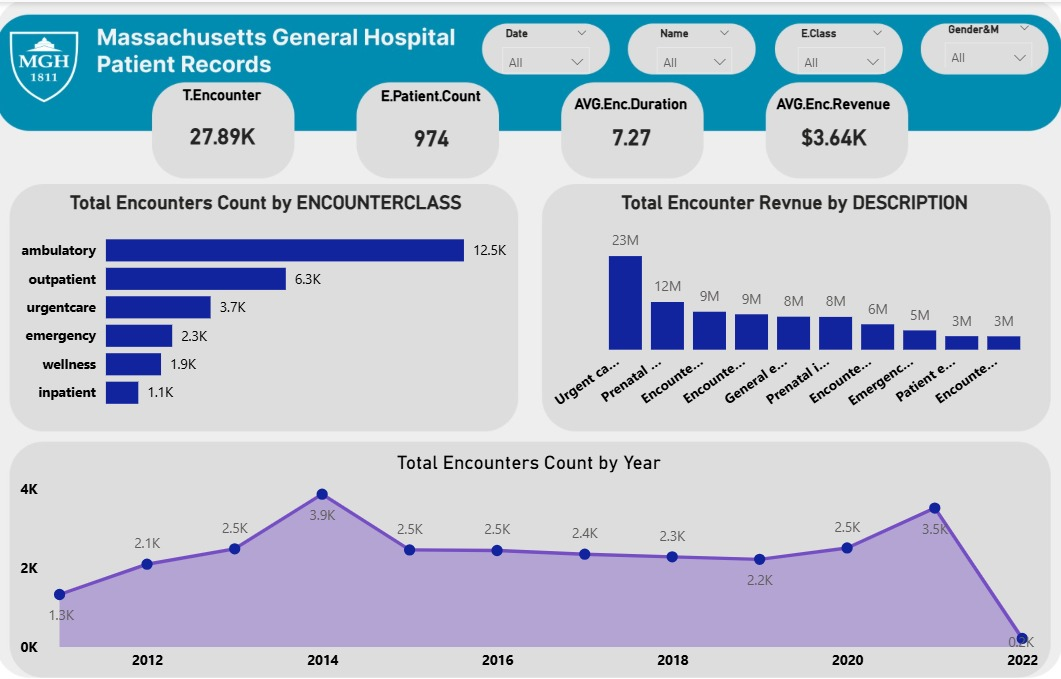 MGH
1811
Massachusetts General Hospital
Patient Records
Date
All
Name
All
E.Class
All
Gender&M
All
T.Encounter
27.89K
E.Patient.Count
974
AVG.Enc.Duration
7.27
AVG.Enc.Revenue
$3.64K
Total Encounters Count by ENCOUNTERCLASS
ambulatory 12.5K
outpatient 6.3K
urgentcare 3.7K
emergency 2.3K
wellness 1.9K
inpatient 1.1K
Total Encounter Revnue by DESCRIPTION
23M 12M 9M 9M 8M 8M 6M 5M 3M 3M
Urgent ca... Prenatal ... Encounte... Encounte... General e... Prenatal i... Encounte... Emergenc... Patient e... Encounte...
Total Encounters Count by Year
4K
2K
0K
1.3K 2.1K 2.5K 3.9K 2.5K 2.5K 2.4K 2.3K 2.2K 2.5K 3.5K 0.2K
2012 2014 2016 2018 2020 2022